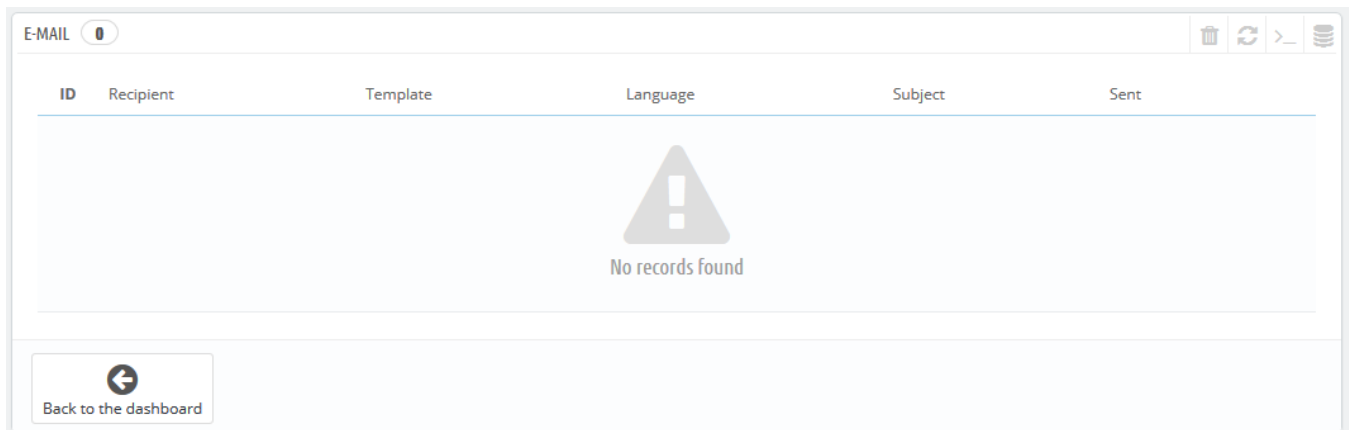 E-MAIL 0
ID Recipient Template Language Subject Sent
No records found
Back to the dashboard